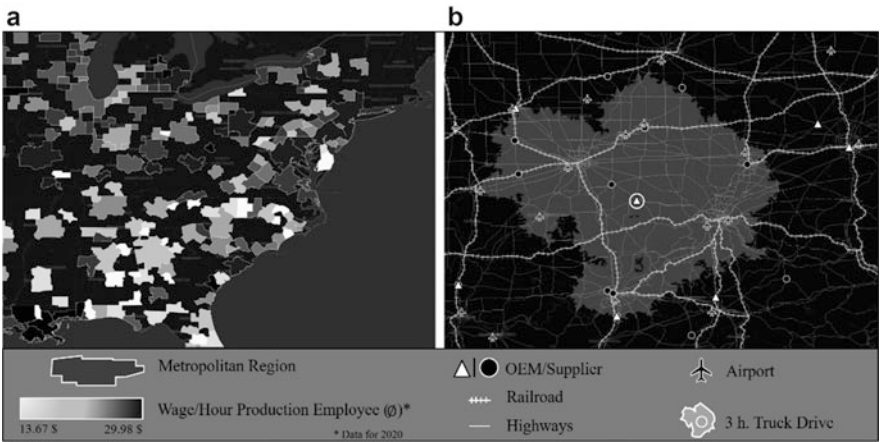 a
b
Metropolitan Region
Wage/Hour Production Employee (Ø)*
13.67 $ 29.98 $
* Data for 2020
OEM/Supplier
Railroad
Highways
Airport
3 h. Truck Drive